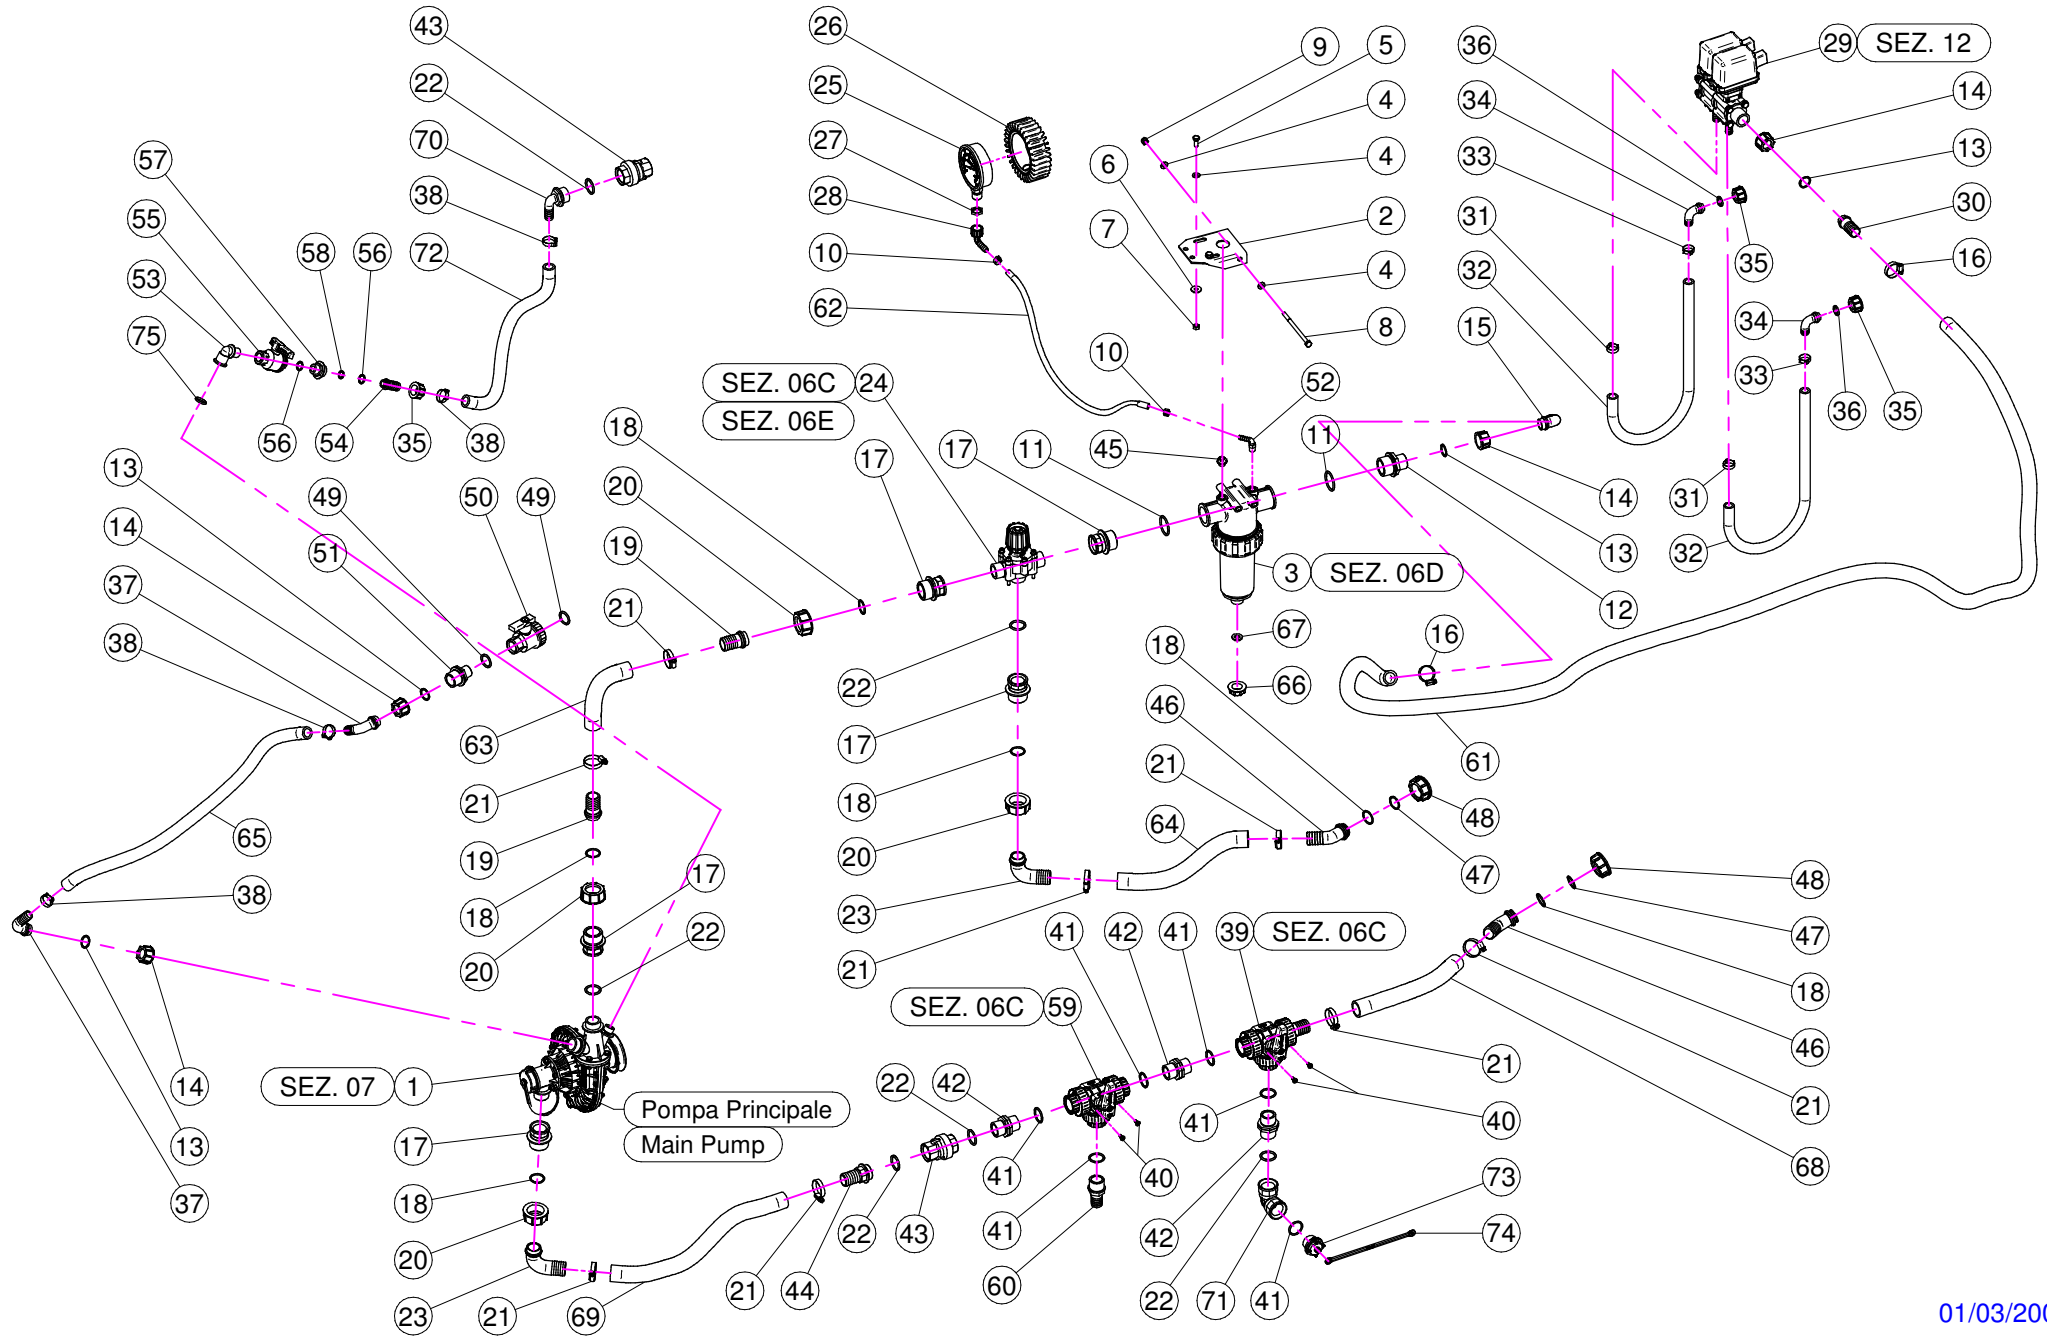 43 26 9 5 36 29 SEZ. 12
22 25 4 34 14
70 27 6 4 33 13
57 38 28 7 2 31 35 30
55 72 10 4 32 16
53 58 56 62 8 34
75 10 15 33
SEZ. 06C 24 52
SEZ. 06E
56 54 35 38 18 17 17 11 45 11 36 35
13 49 50 49 20 14 31
14 51 19 17 3 SEZ. 06D 13 32
37 21 12
38 22 67 18 16
63 17 66 46
65 21 18 21 61
19 20 64 48
38 18 17 23 47 48
20 22 21 41 42 41 39 SEZ. 06C 47
SEZ. 06C 59 18
14 SEZ. 07 1 22 42 21 46
Pompa Principale
Main Pump
13 17 41 40 41 40 21
37 18 22 43 41 42 68
20 60 22 73
23 21 69 21 44 71 41 74
01/03/200